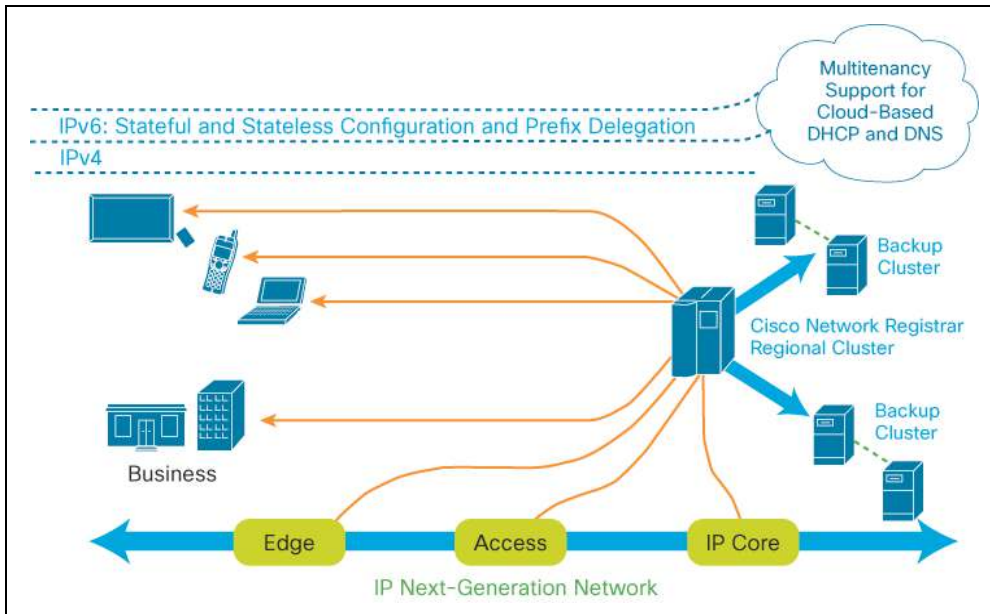 Multitenancy
Support for
Cloud-Based
DHCP and DNS
IPv6: Stateful and Stateless Configuration and Prefix Delegation
IPv4
Backup
Cluster
Cisco Network Registrar
Regional Cluster
Backup
Cluster
Business
Edge
Access
IP Core
IP Next-Generation Network